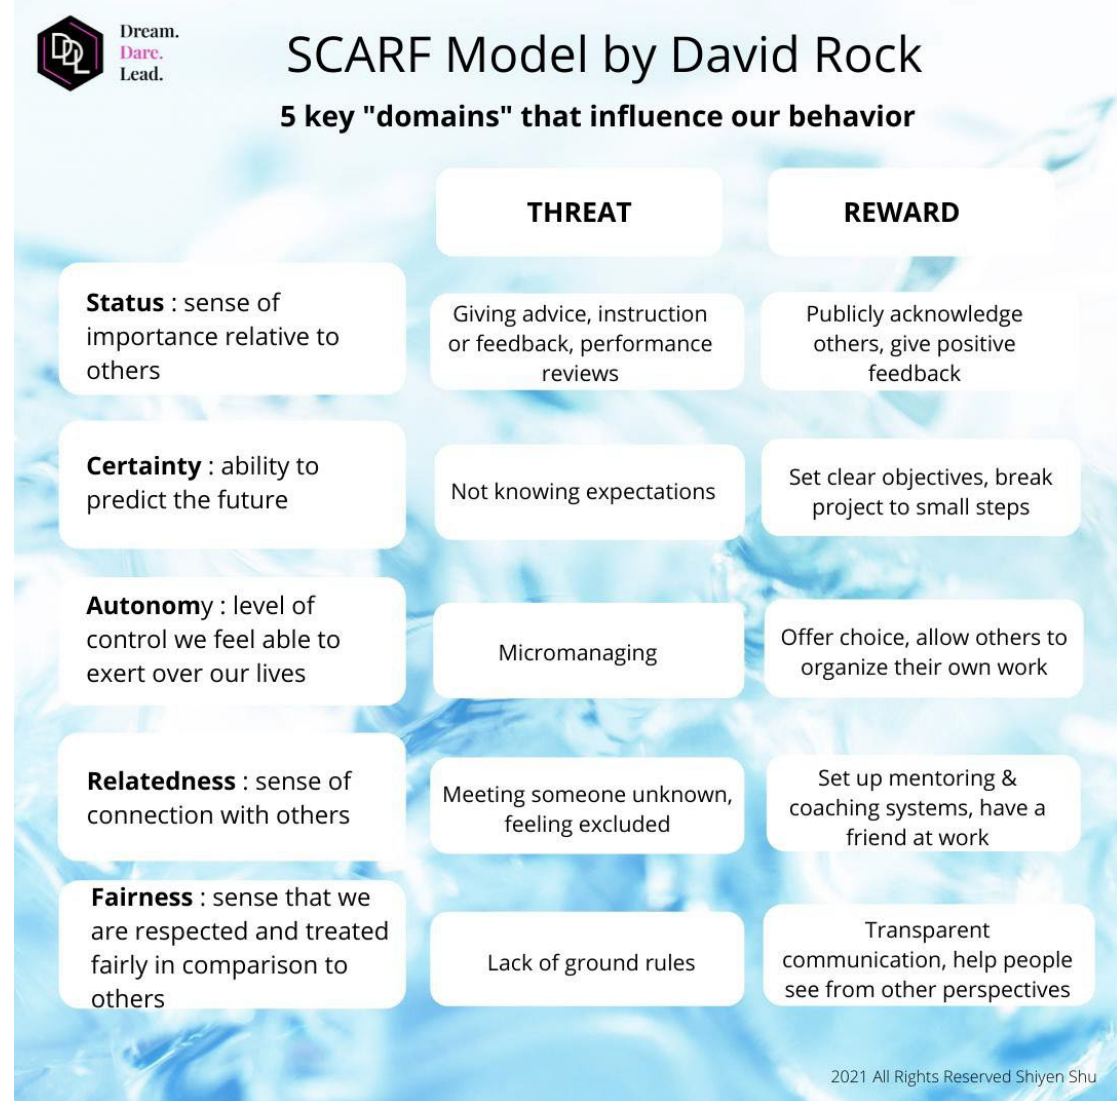 DDL
Dream.
Dare.
Lead.
SCARF Model by David Rock
5 key "domains" that influence our behavior
THREAT
REWARD
Status : sense of
importance relative to
others
Giving advice, instruction
or feedback, performance
reviews
Publicly acknowledge
others, give positive
feedback
Certainty : ability to
predict the future
Not knowing expectations
Set clear objectives, break
project to small steps
Autonomy : level of
control we feel able to
exert over our lives
Micromanaging
Offer choice, allow others to
organize their own work
Relatedness : sense of
connection with others
Meeting someone unknown,
feeling excluded
Set up mentoring &
coaching systems, have a
friend at work
Fairness : sense that we
are respected and treated
fairly in comparison to
others
Lack of ground rules
Transparent
communication, help people
see from other perspectives
2021 All Rights Reserved Shiyen Shu